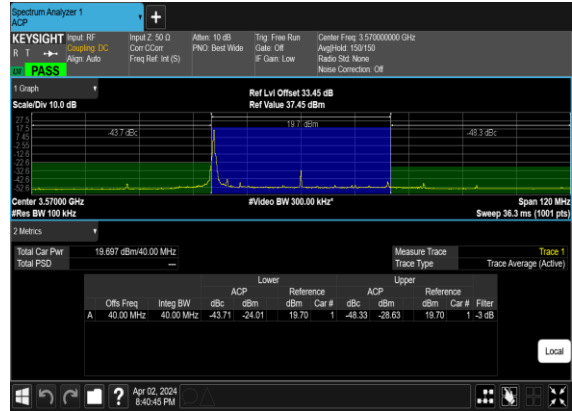 Spectrum Analyzer 1
ACP
+
KEYSIGHT
R T
LXI PASS
Input: RF
Coupling: DC
Align: Auto
Input Z: 50 Ω
Corr CCorr
Freq Ref: Int (S)
Atten: 10 dB
PNO: Best Wide
Trig: Free Run
Gate: Off
IF Gain: Low
Center Freq: 3.570000000 GHz
Avg|Hold: 150/150
Radio Std: None
Noise Correction: Off
1 Graph
Scale/Div 10.0 dB
Ref Lvl Offset 33.45 dB
Ref Value 37.45 dBm
27.5
17.5
7.45
-2.55
-12.6
-22.6
-32.6
-42.6
-52.6
-43.7 dBc
19.7 dBm
-48.3 dBc
Center 3.57000 GHz
#Res BW 100 kHz
#Video BW 300.00 kHz*
Span 120 MHz
Sweep 36.3 ms (1001 pts)
2 Metrics
Total Car Pwr 19.697 dBm/40.00 MHz
Total PSD ---
Measure Trace Trace 1
Trace Type Trace Average (Active)
Lower Upper
ACP Reference ACP Reference
Offs Freq Integ BW dBc dBm dBm Car # dBc dBm dBm Car # Filter
A 40.00 MHz 40.00 MHz -43.71 -24.01 19.70 1 -48.33 -28.63 19.70 1 -3 dB
Local
?
Apr 02, 2024
8:40:45 PM